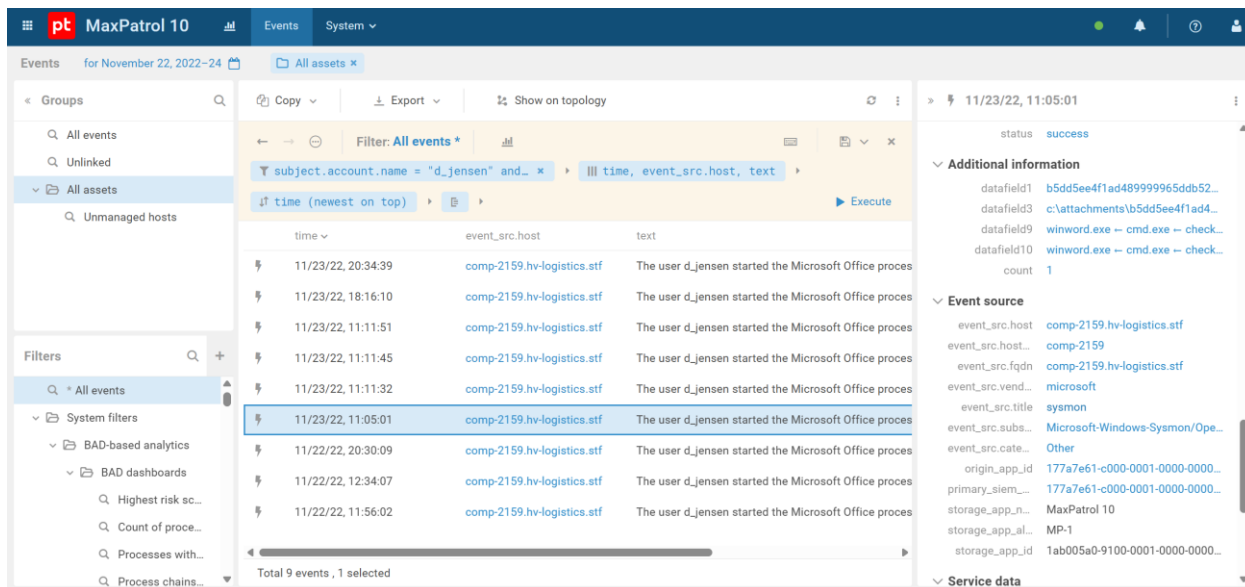 pt MaxPatrol 10 Events System
Events for November 22, 2022–24 All assets ×
« Groups
All events
Unlinked
All assets
Unmanaged hosts
Filters +
* All events
System filters
BAD-based analytics
BAD dashboards
Highest risk sc...
Count of proce...
Processes with...
Process chains...
Copy Export Show on topology
Filter: All events *
subject.account.name = "d_jensen" and… × time, event_src.host, text
time (newest on top) Execute
time event_src.host text
11/23/22, 20:34:39 comp-2159.hv-logistics.stf The user d_jensen started the Microsoft Office proces
11/23/22, 18:16:10 comp-2159.hv-logistics.stf The user d_jensen started the Microsoft Office proces
11/23/22, 11:11:51 comp-2159.hv-logistics.stf The user d_jensen started the Microsoft Office proces
11/23/22, 11:11:45 comp-2159.hv-logistics.stf The user d_jensen started the Microsoft Office proces
11/23/22, 11:11:32 comp-2159.hv-logistics.stf The user d_jensen started the Microsoft Office proces
11/23/22, 11:05:01 comp-2159.hv-logistics.stf The user d_jensen started the Microsoft Office proces
11/22/22, 20:30:09 comp-2159.hv-logistics.stf The user d_jensen started the Microsoft Office proces
11/22/22, 12:34:07 comp-2159.hv-logistics.stf The user d_jensen started the Microsoft Office proces
11/22/22, 11:56:02 comp-2159.hv-logistics.stf The user d_jensen started the Microsoft Office proces
Total 9 events , 1 selected
» 11/23/22, 11:05:01
status success
Additional information
datafield1 b5dd5ee4f1ad489999965ddb52...
datafield3 c:\attachments\b5dd5ee4f1ad4...
datafield9 winword.exe ← cmd.exe ← check...
datafield10 winword.exe ← cmd.exe ← check...
count 1
Event source
event_src.host comp-2159.hv-logistics.stf
event_src.host... comp-2159
event_src.fqdn comp-2159.hv-logistics.stf
event_src.vend... microsoft
event_src.title sysmon
event_src.subs... Microsoft-Windows-Sysmon/Ope...
event_src.cate... Other
origin_app_id 177a7e61-c000-0001-0000-0000...
primary_siem_... 177a7e61-c000-0001-0000-0000...
storage_app_n... MaxPatrol 10
storage_app_al... MP-1
storage_app_id 1ab005a0-9100-0001-0000-0000...
Service data